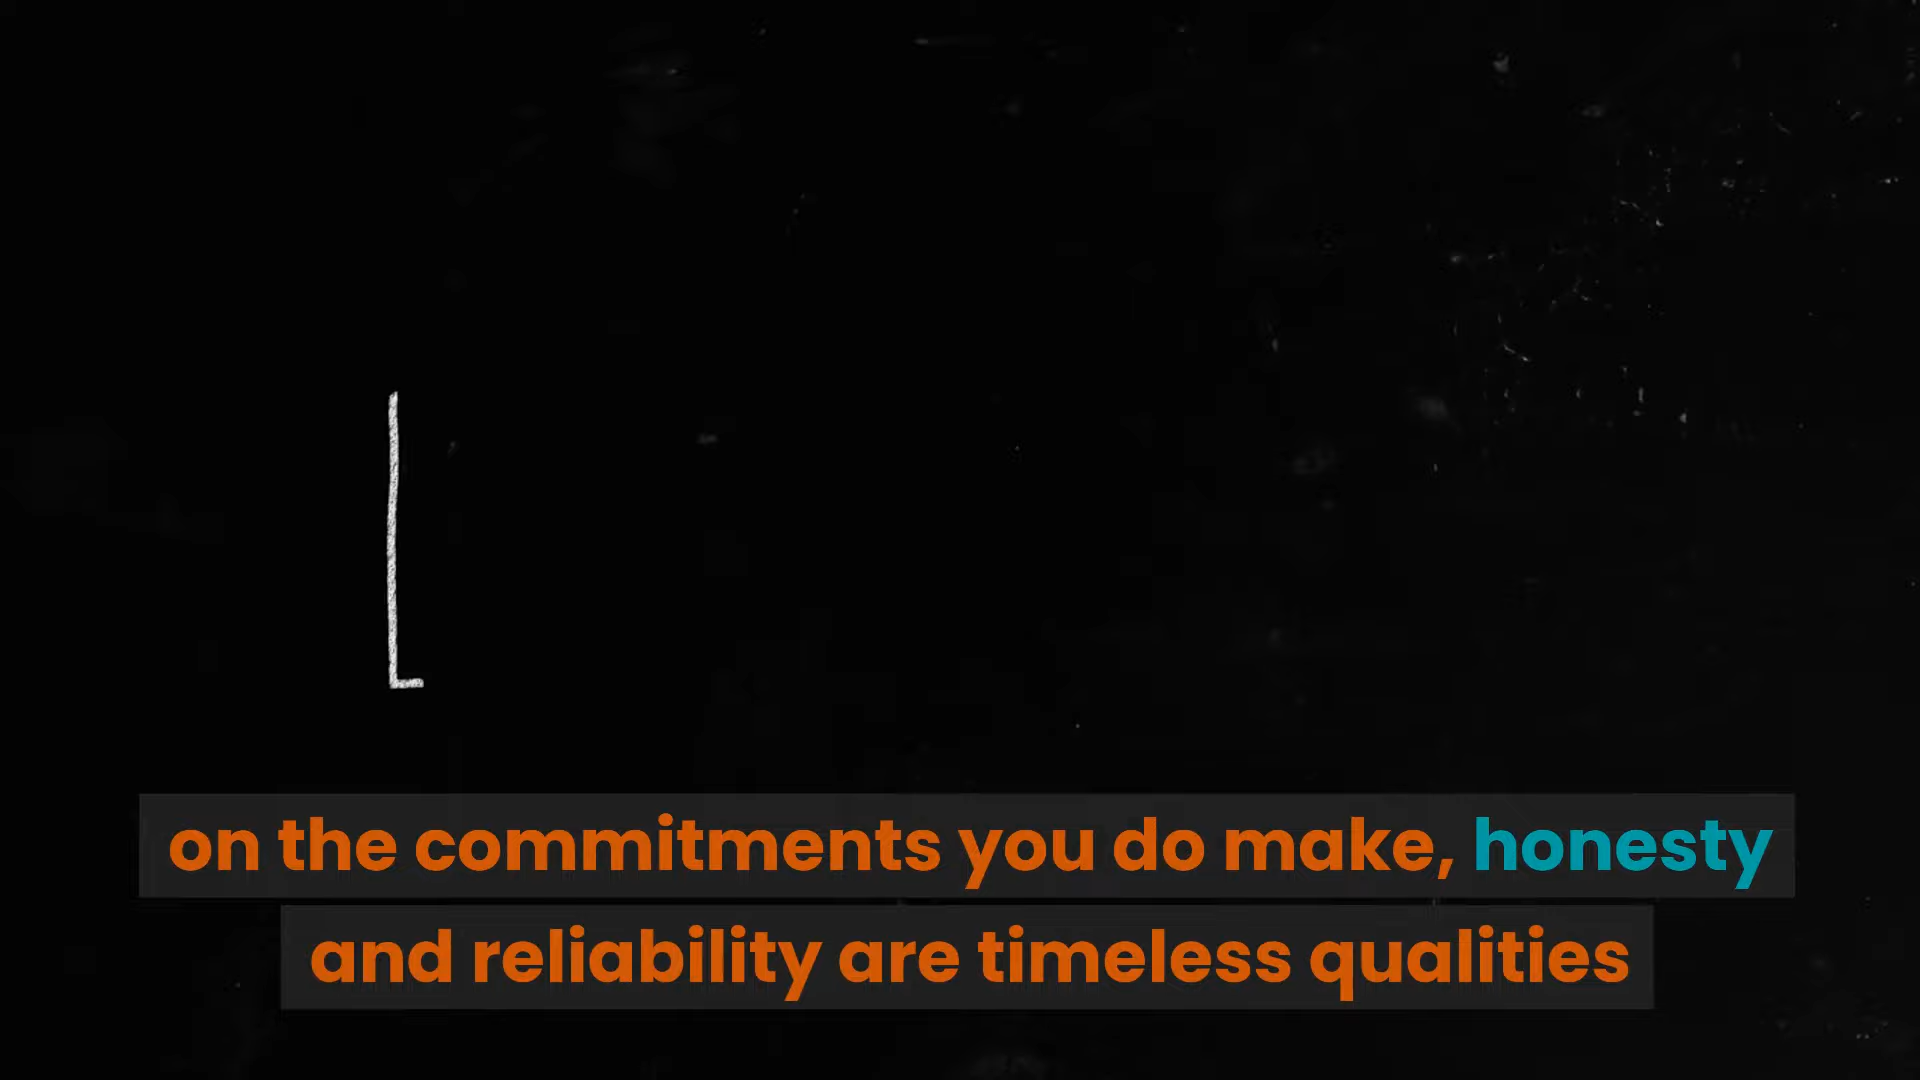 on the commitments you do make, honesty
and reliability are timeless qualities